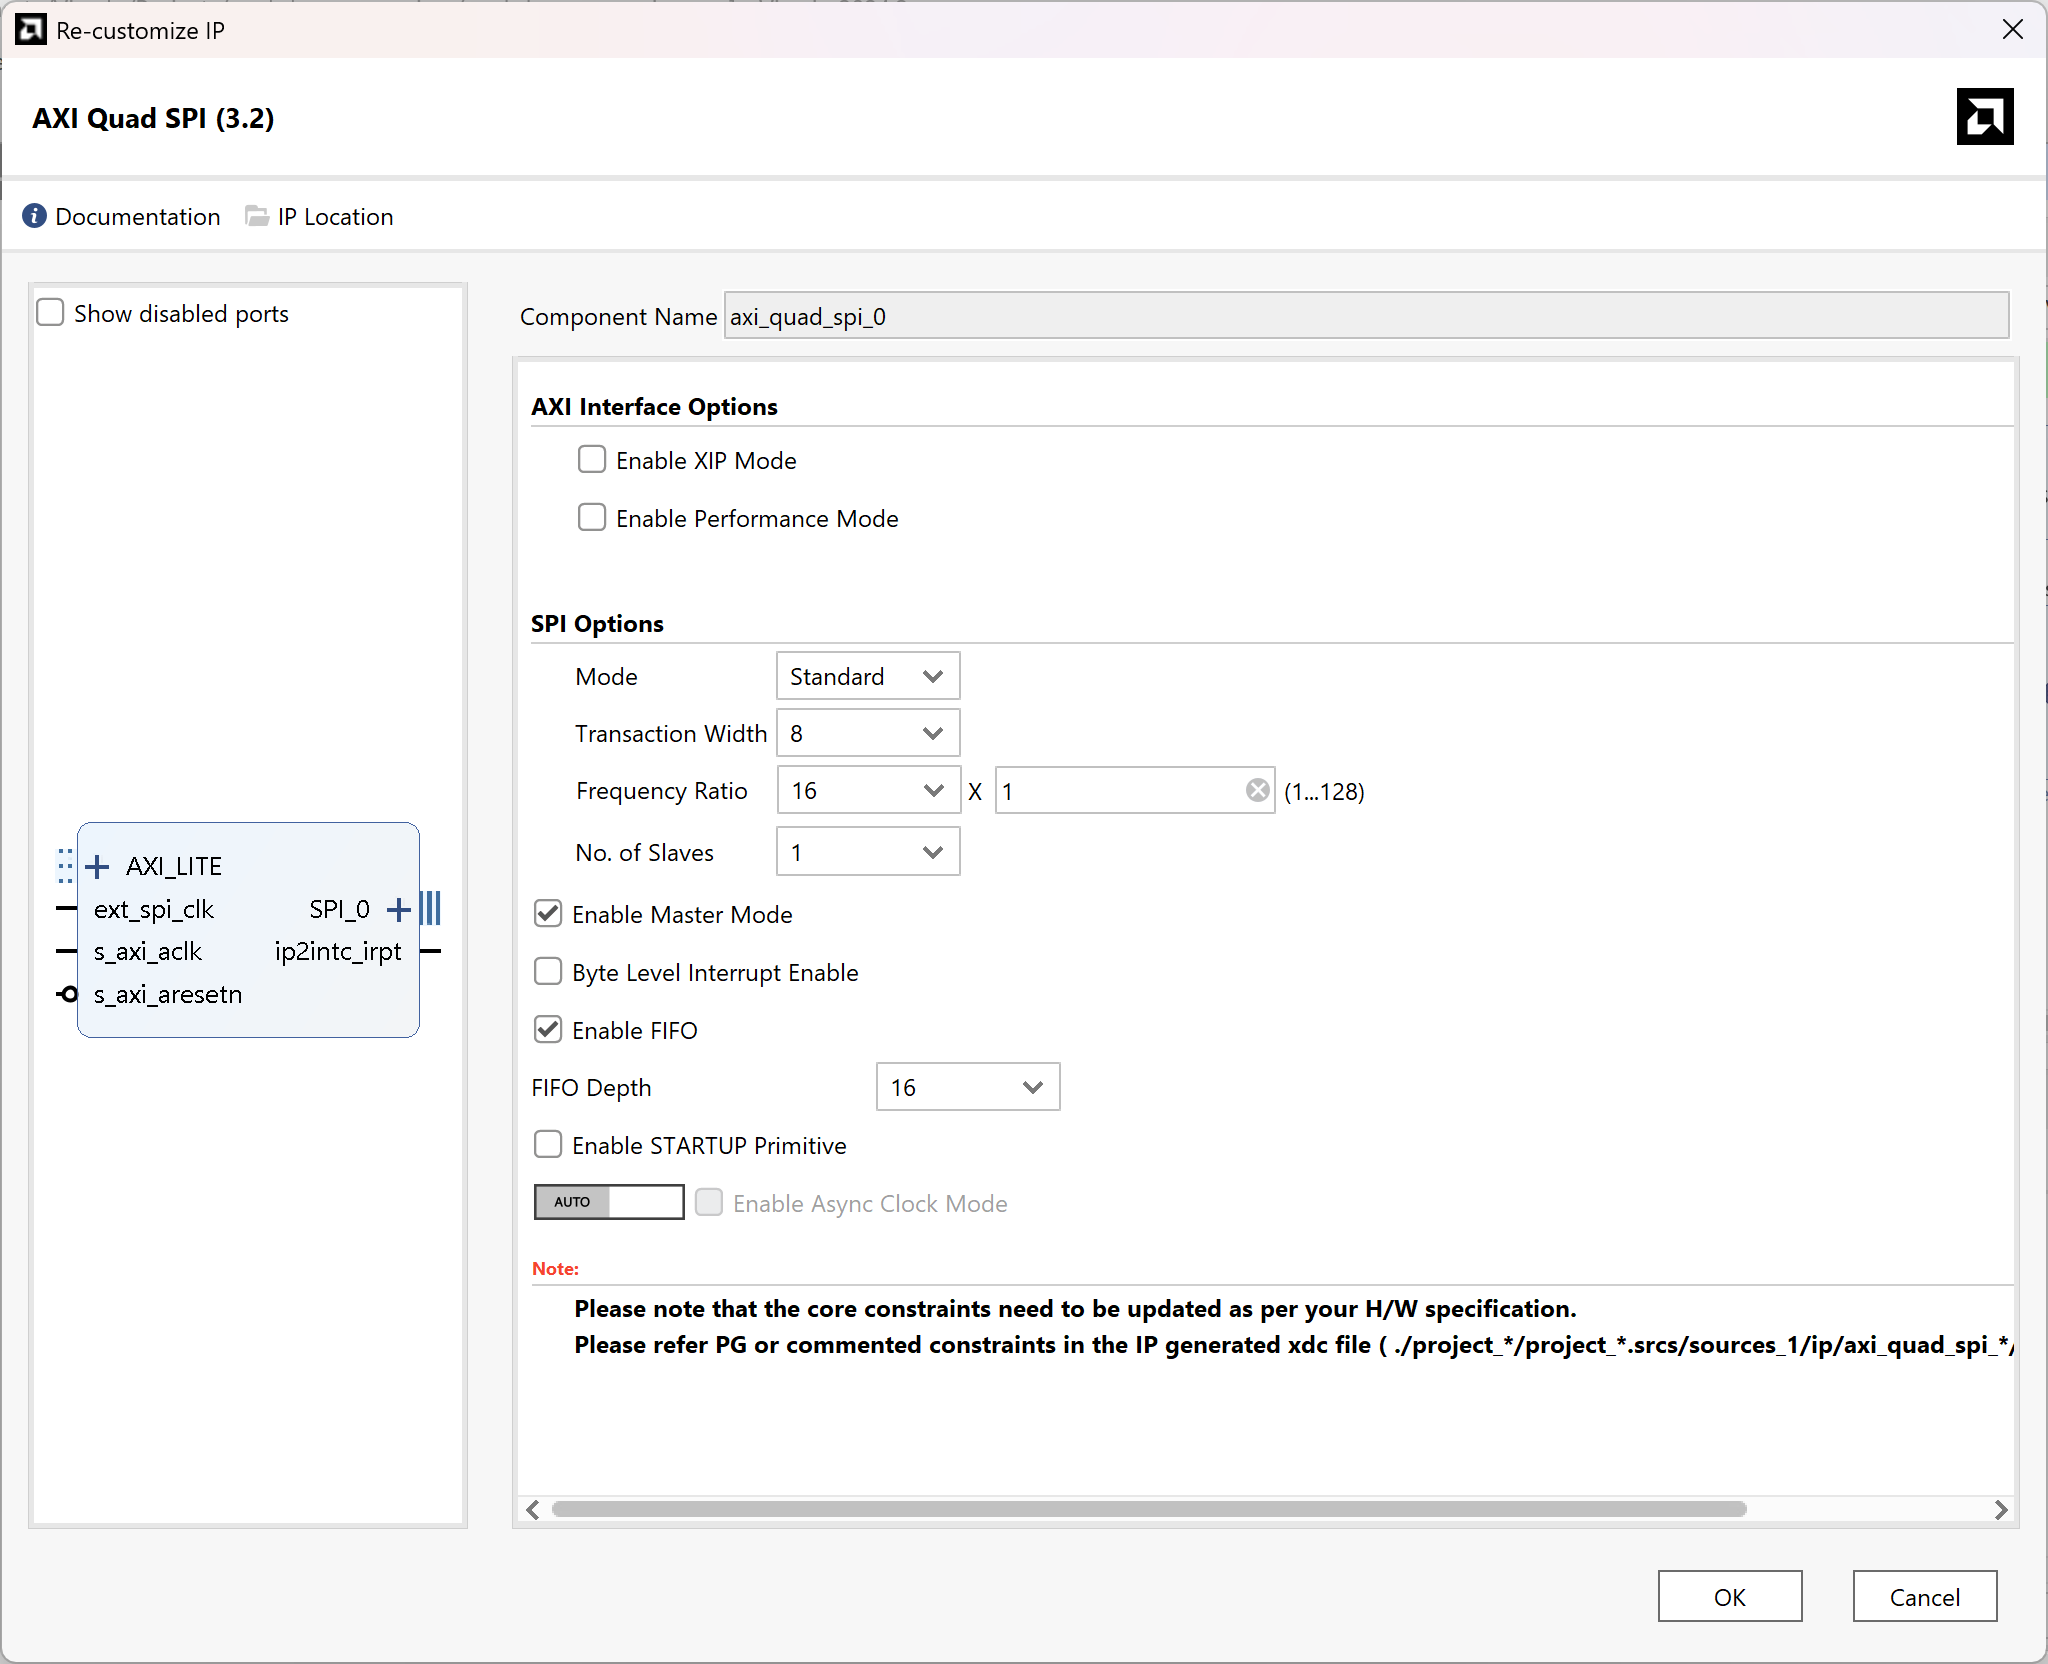 Re-customize IP
AXI Quad SPI (3.2)
Documentation IP Location
Show disabled ports
AXI_LITE
ext_spi_clk SPI_0
s_axi_aclk ip2intc_irpt
s_axi_aresetn
Component Name axi_quad_spi_0
AXI Interface Options
Enable XIP Mode
Enable Performance Mode
SPI Options
Mode Standard
Transaction Width 8
Frequency Ratio 16 X 1 (1...128)
No. of Slaves 1
Enable Master Mode
Byte Level Interrupt Enable
Enable FIFO
FIFO Depth 16
Enable STARTUP Primitive
AUTO Enable Async Clock Mode
Note:
Please note that the core constraints need to be updated as per your H/W specification.
Please refer PG or commented constraints in the IP generated xdc file ( ./project_*/project_*.srcs/sources_1/ip/axi_quad_spi_*/
OK Cancel